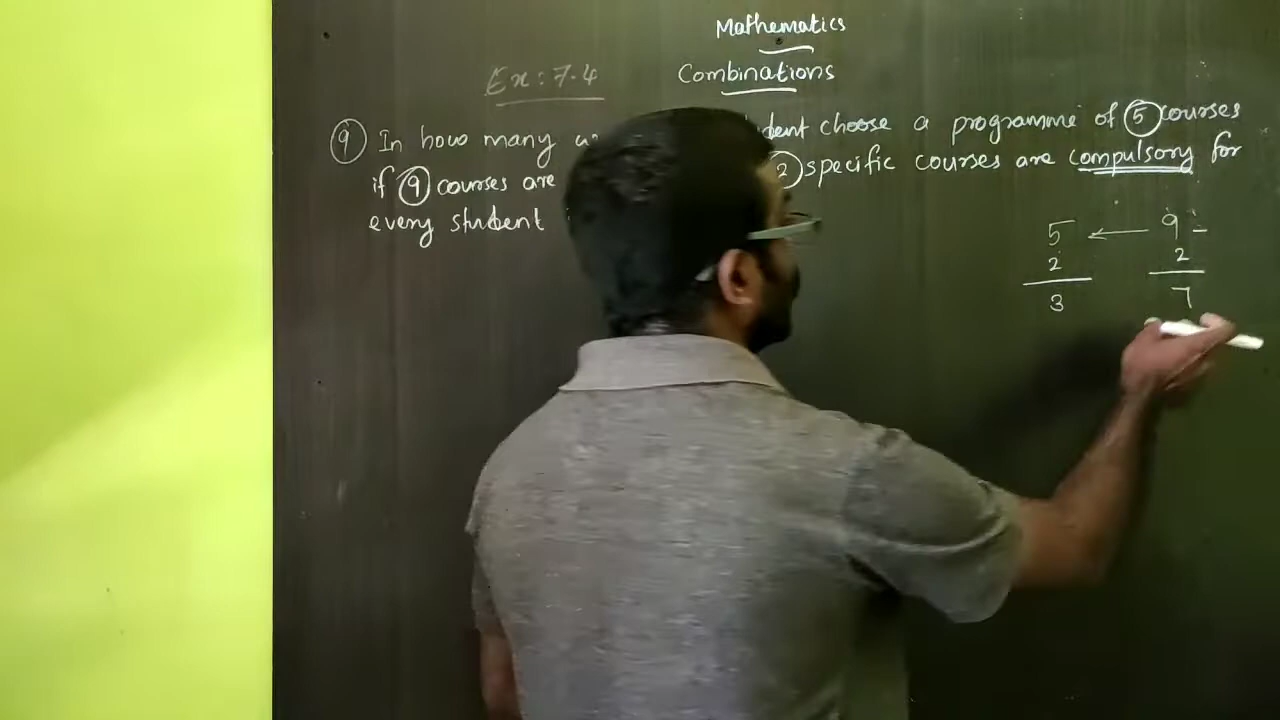 Mathematics
Ex: 7.4 Combinations
9 In how many choose a programme of 5 courses
if 9 courses are 2 specific courses are compulsory for
every student
5 ← 9 -
2 2
3 7